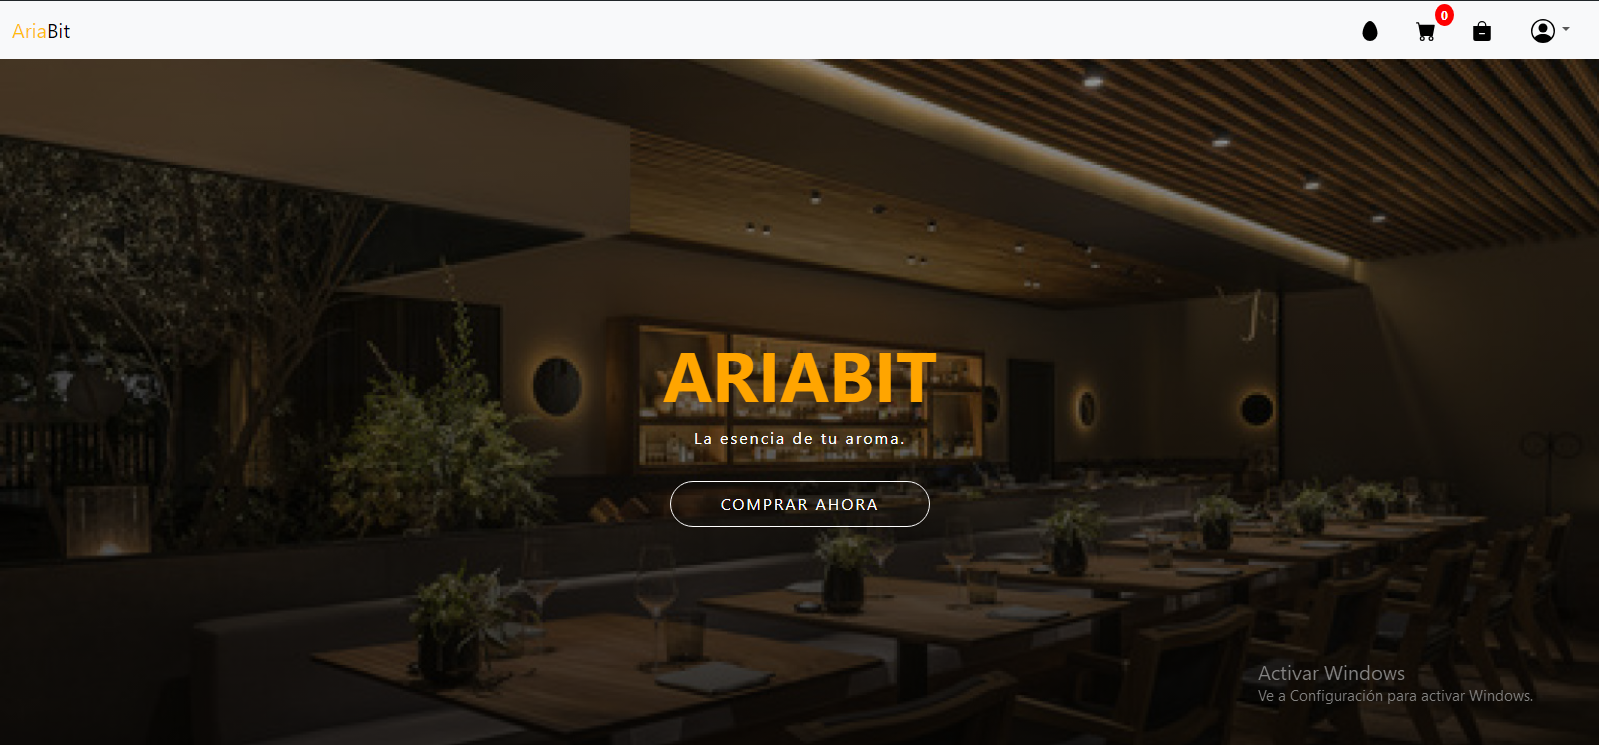 AriaBit
0
ARIABIT
La esencia de tu aroma.
COMPRAR AHORA
Activar Windows
Ve a Configuración para activar Windows.